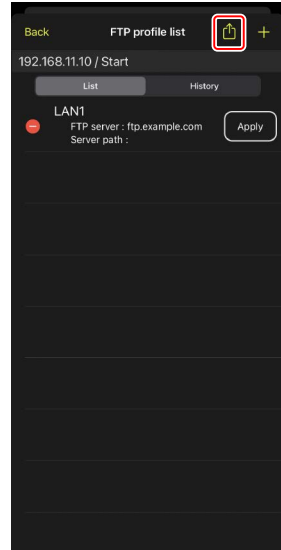 Back FTP profile list +
192.168.11.10 / Start
List History
LAN1
FTP server : ftp.example.com Apply
Server path :